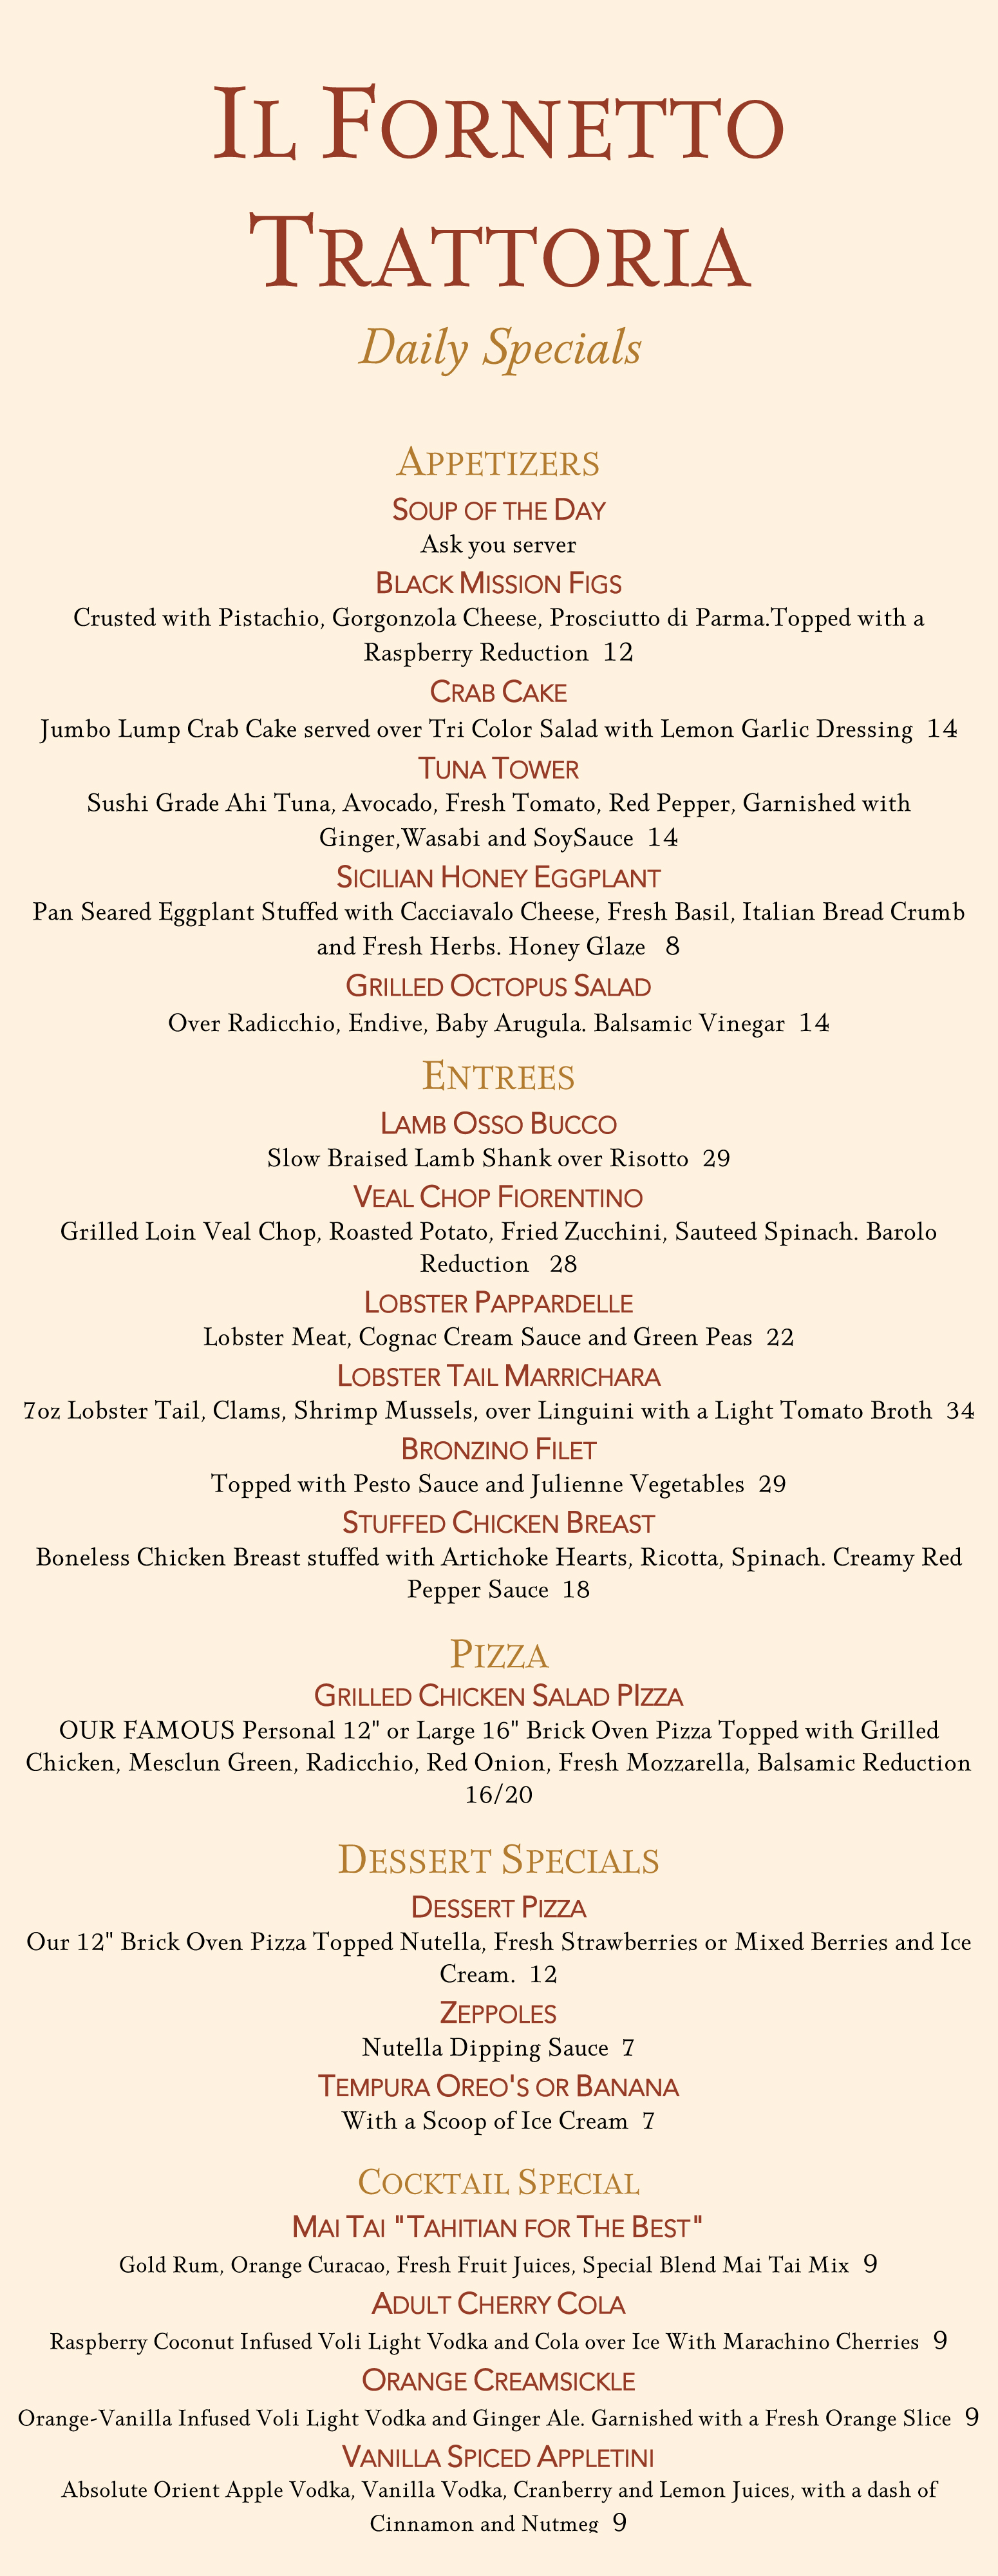 Il Fornetto
Trattoria
Daily Specials
Appetizers
Soup of the Day
Ask you server
Black Mission Figs
Crusted with Pistachio, Gorgonzola Cheese, Prosciutto di Parma.Topped with a
Raspberry Reduction 12
Crab Cake
Jumbo Lump Crab Cake served over Tri Color Salad with Lemon Garlic Dressing 14
Tuna Tower
Sushi Grade Ahi Tuna, Avocado, Fresh Tomato, Red Pepper, Garnished with
Ginger,Wasabi and SoySauce 14
Sicilian Honey Eggplant
Pan Seared Eggplant Stuffed with Cacciavalo Cheese, Fresh Basil, Italian Bread Crumb
and Fresh Herbs. Honey Glaze 8
Grilled Octopus Salad
Over Radicchio, Endive, Baby Arugula. Balsamic Vinegar 14
Entrees
Lamb Osso Bucco
Slow Braised Lamb Shank over Risotto 29
Veal Chop Fiorentino
Grilled Loin Veal Chop, Roasted Potato, Fried Zucchini, Sauteed Spinach. Barolo
Reduction 28
Lobster Pappardelle
Lobster Meat, Cognac Cream Sauce and Green Peas 22
Lobster Tail Marrichara
7oz Lobster Tail, Clams, Shrimp Mussels, over Linguini with a Light Tomato Broth 34
Bronzino Filet
Topped with Pesto Sauce and Julienne Vegetables 29
Stuffed Chicken Breast
Boneless Chicken Breast stuffed with Artichoke Hearts, Ricotta, Spinach. Creamy Red
Pepper Sauce 18
Pizza
Grilled Chicken Salad PIzza
OUR FAMOUS Personal 12" or Large 16" Brick Oven Pizza Topped with Grilled
Chicken, Mesclun Green, Radicchio, Red Onion, Fresh Mozzarella, Balsamic Reduction
16/20
Dessert Specials
Dessert Pizza
Our 12" Brick Oven Pizza Topped Nutella, Fresh Strawberries or Mixed Berries and Ice
Cream. 12
Zeppoles
Nutella Dipping Sauce 7
Tempura Oreo's or Banana
With a Scoop of Ice Cream 7
Cocktail Special
Mai Tai "Tahitian for The Best"
Gold Rum, Orange Curacao, Fresh Fruit Juices, Special Blend Mai Tai Mix 9
Adult Cherry Cola
Raspberry Coconut Infused Voli Light Vodka and Cola over Ice With Marachino Cherries 9
Orange Creamsickle
Orange-Vanilla Infused Voli Light Vodka and Ginger Ale. Garnished with a Fresh Orange Slice 9
Vanilla Spiced Appletini
Absolute Orient Apple Vodka, Vanilla Vodka, Cranberry and Lemon Juices, with a dash of
Cinnamon and Nutmeg 9